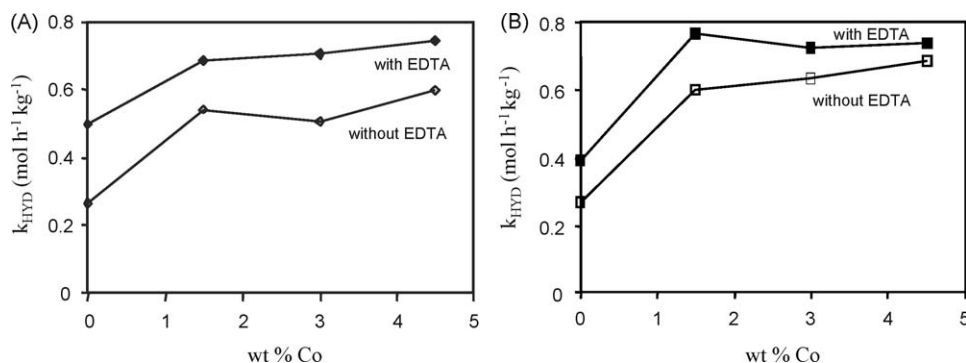 (A)
0.8
0.6
0.4
0.2
0
k_HYD (mol h⁻¹ kg⁻¹)
with EDTA
without EDTA
0 1 2 3 4 5
wt % Co
(B)
0.8
0.6
0.4
0.2
0
k_HYD (mol h⁻¹ kg⁻¹)
with EDTA
without EDTA
0 1 2 3 4 5
wt % Co